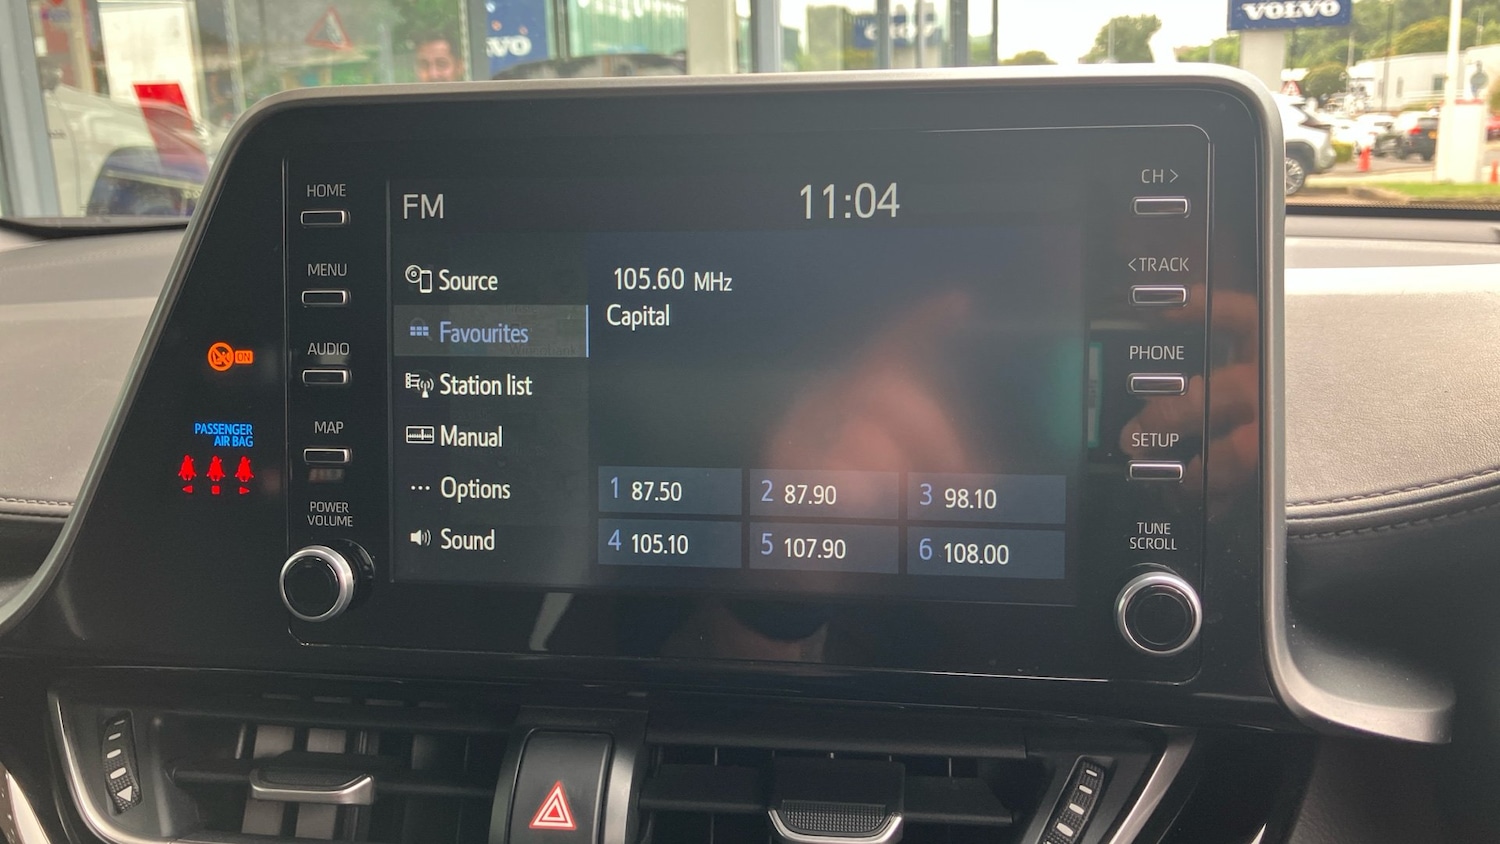 VOLVO
VO
HOME
MENU
AUDIO
MAP
POWER
VOLUME
ON
PASSENGER
AIR BAG
FM
11:04
Source
Favourites
Station list
Manual
Options
Sound
105.60 MHz
Capital
1 87.50
2 87.90
3 98.10
4 105.10
5 107.90
6 108.00
CH >
< TRACK
PHONE
SETUP
TUNE
SCROLL